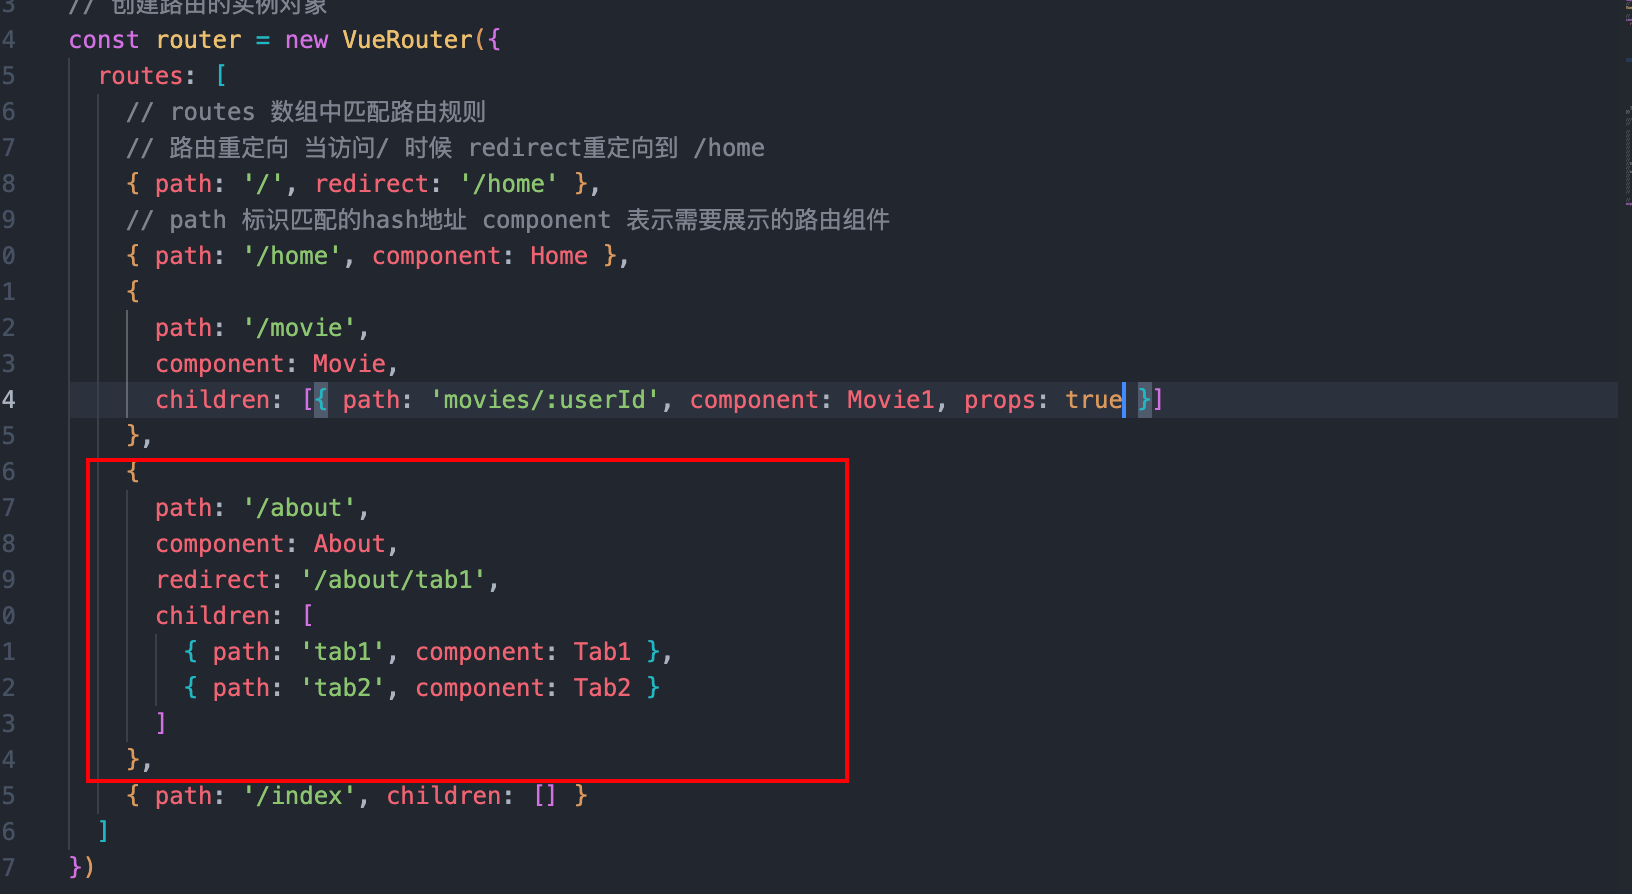 3 // 创建路由的实例对象
4 const router = new VueRouter({
5 routes: [
6 // routes 数组中匹配路由规则
7 // 路由重定向 当访问/ 时候 redirect重定向到 /home
8 { path: '/', redirect: '/home' },
9 // path 标识匹配的hash地址 component 表示需要展示的路由组件
0 { path: '/home', component: Home },
1 {
2 path: '/movie',
3 component: Movie,
4 children: [{ path: 'movies/:userId', component: Movie1, props: true }]
5 },
6 {
7 path: '/about',
8 component: About,
9 redirect: '/about/tab1',
0 children: [
1 { path: 'tab1', component: Tab1 },
2 { path: 'tab2', component: Tab2 }
3 ]
4 },
5 { path: '/index', children: [] }
6 ]
7 })